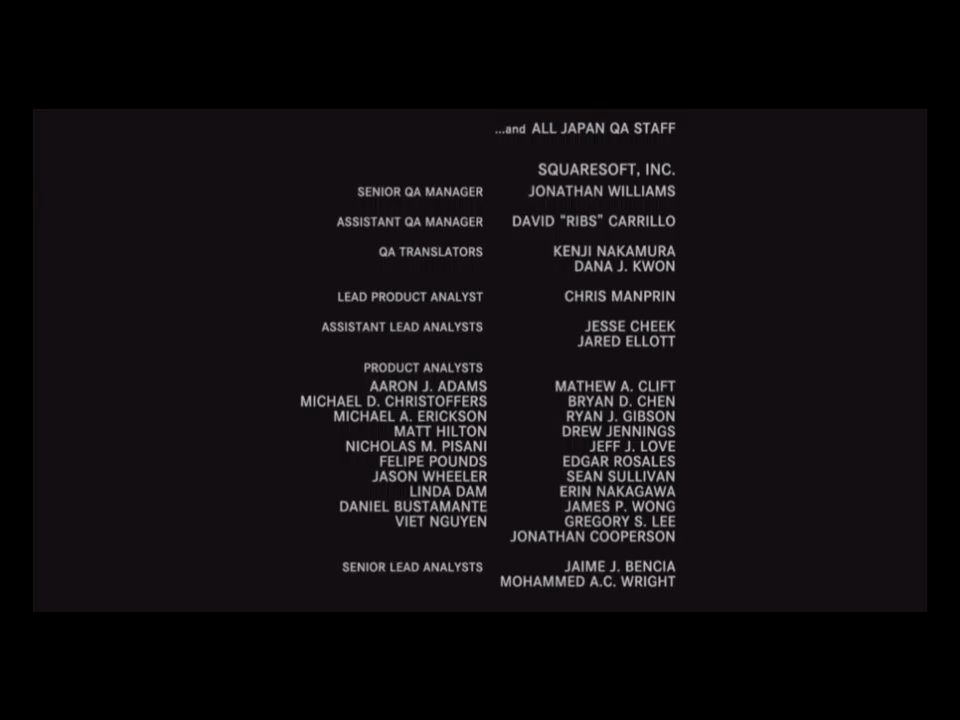 ...and ALL JAPAN QA STAFF
SQUARESOFT, INC.
SENIOR QA MANAGER JONATHAN WILLIAMS
ASSISTANT QA MANAGER DAVID "RIBS" CARRILLO
QA TRANSLATORS KENJI NAKAMURA
DANA J. KWON
LEAD PRODUCT ANALYST CHRIS MANPRIN
ASSISTANT LEAD ANALYSTS JESSE CHEEK
JARED ELLOTT
PRODUCT ANALYSTS
AARON J. ADAMS MATHEW A. CLIFT
MICHAEL D. CHRISTOFFERS BRYAN D. CHEN
MICHAEL A. ERICKSON RYAN J. GIBSON
MATT HILTON DREW JENNINGS
NICHOLAS M. PISANI JEFF J. LOVE
FELIPE POUNDS EDGAR ROSALES
JASON WHEELER SEAN SULLIVAN
LINDA DAM ERIN NAKAGAWA
DANIEL BUSTAMANTE JAMES P. WONG
VIET NGUYEN GREGORY S. LEE
JONATHAN COOPERSON
SENIOR LEAD ANALYSTS JAIME J. BENCIA
MOHAMMED A.C. WRIGHT